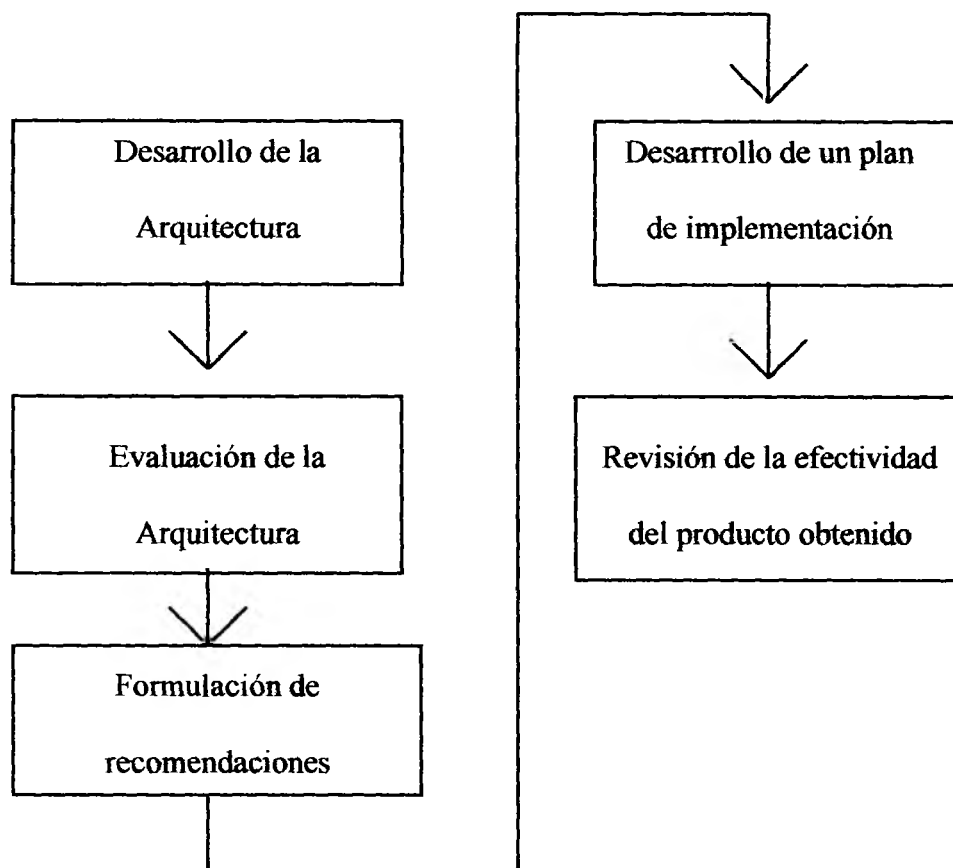 Desarrollo de la
Arquitectura
Evaluación de la
Arquitectura
Formulación de
recomendaciones
Desarrrollo de un plan
de implementación
Revisión de la efectividad
del producto obtenido